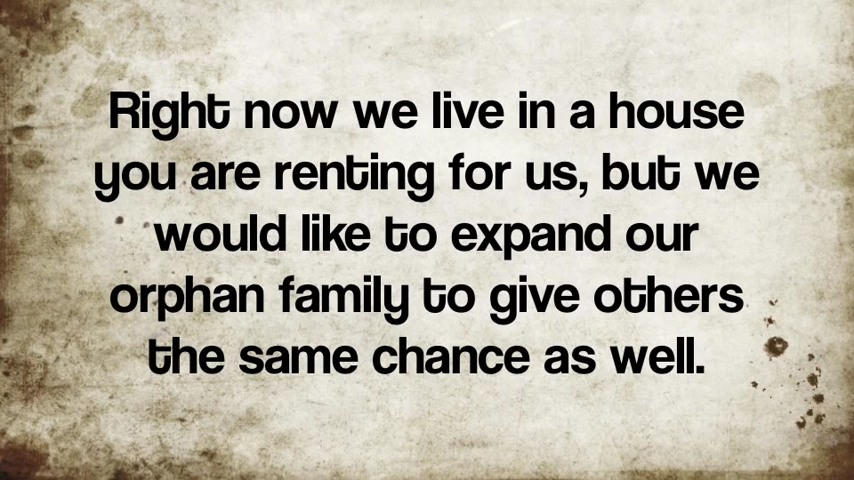 Right now we live in a house
you are renting for us, but we
would like to expand our
orphan family to give others
the same chance as well.